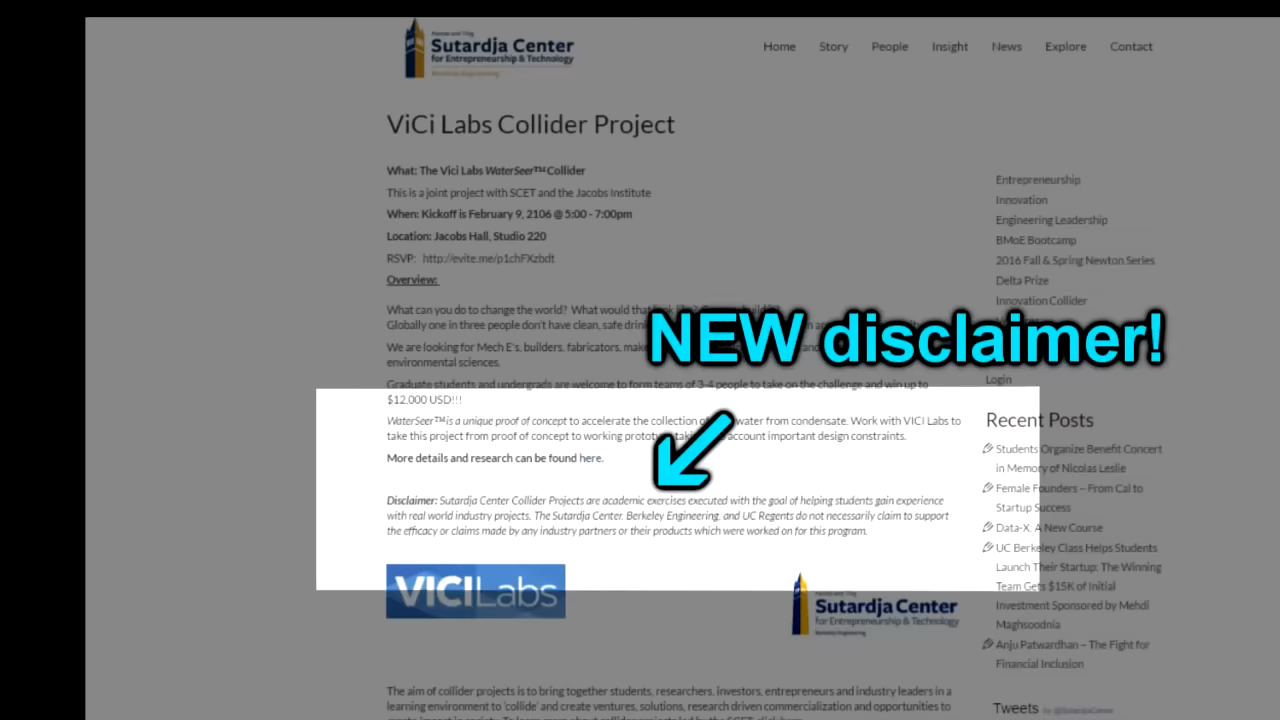 Sutardja Center
for Entrepreneurship & Technology
Berkeley Engineering
Home Story People Insight News Explore Contact
ViCi Labs Collider Project
What: The Vici Labs WaterSeer™ Collider
This is a joint project with SCET and the Jacobs Institute
When: Kickoff is February 9, 2106 @ 5:00 - 7:00pm
Location: Jacobs Hall, Studio 220
RSVP: http://evite.me/p1chFXzbdt
Overview:
What can you do to change the world? What would that look like?
Globally one in three people don't have clean, safe
We are looking for Mech E's, builders, fabricators,
environmental sciences.
Graduate students and undergrads are welcome to form teams of 3-4 people to take on the challenge and win up to
$12,000 USD!!!
WaterSeer™ is a unique proof of concept to accelerate the collection of water from condensate. Work with VICI Labs to
take this project from proof of concept to working account important design constraints.
More details and research can be found here.
NEW disclaimer!
Disclaimer: Sutardja Center Collider Projects are academic exercises executed with the goal of helping students gain experience
with real world industry projects. The Sutardja Center, Berkeley Engineering, and UC Regents do not necessarily claim to support
the efficacy or claims made by any industry partners or their products which were worked on for this program.
VICILabs
Sutardja Center
for Entrepreneurship & Technology
Berkeley Engineering
The aim of collider projects is to bring together students, researchers, investors, entrepreneurs and industry leaders in a
learning environment to 'collide' and create ventures, solutions, research driven commercialization and opportunities to
Entrepreneurship
Innovation
Engineering Leadership
BMoE Bootcamp
2016 Fall & Spring Newton Series
Delta Prize
Innovation Collider
Login
Recent Posts
Students Organize Benefit Concert
in Memory of Nicolas Leslie
Female Founders – From Cal to
Startup Success
Data-X: A New Course
UC Berkeley Class Helps Students
Launch Their Startup: The Winning
Team Gets $15K of Initial
Investment Sponsored by Mehdi
Maghsoodnia
Anju Patwardhan – The Fight for
Financial Inclusion
Tweets by @SutardjaCenter